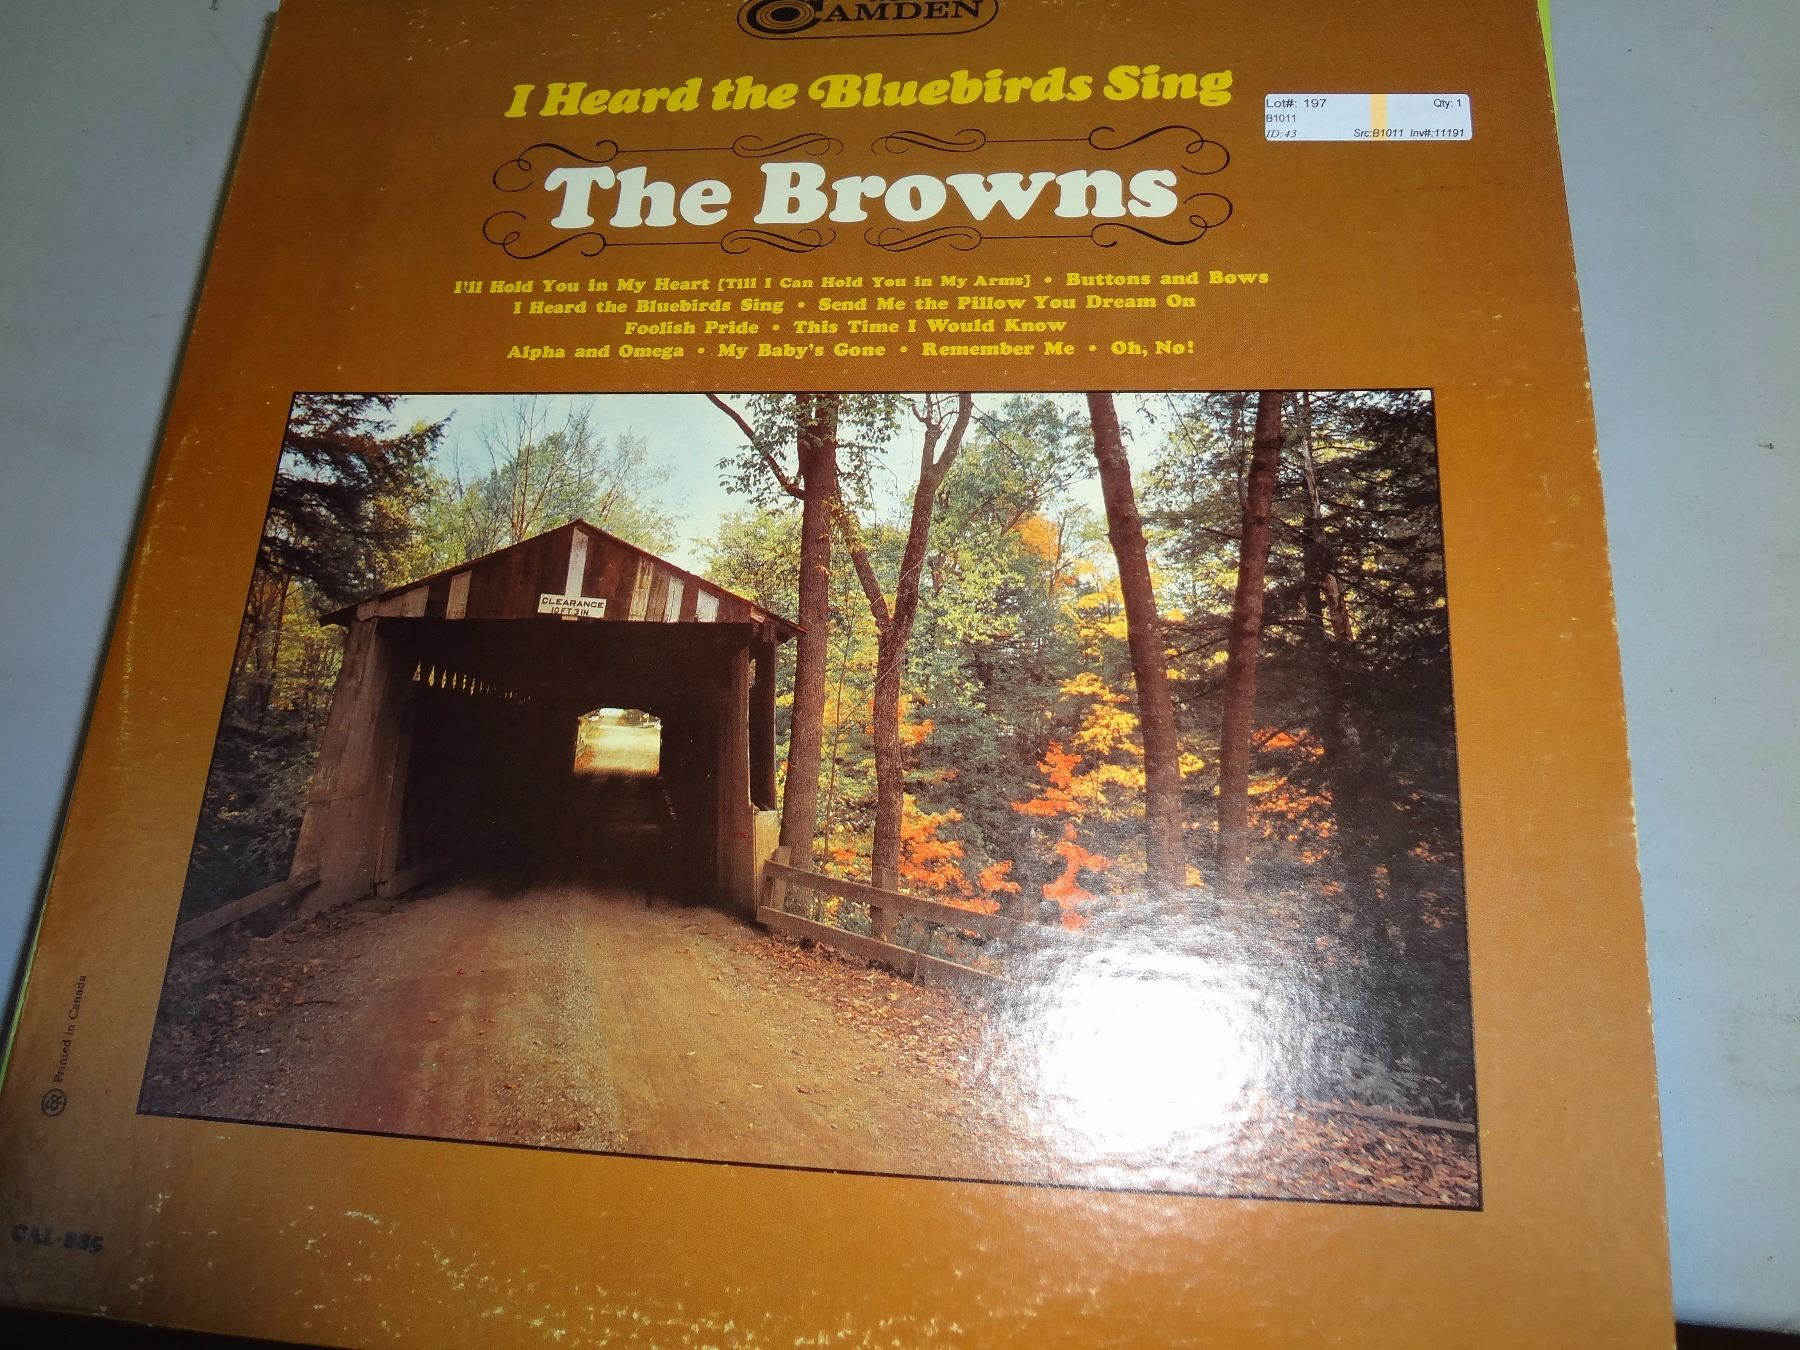 CAMDEN
I Heard the Bluebirds Sing
Lot#: 197 Qty: 1
B1011
ID:43 Src:B1011 Inv#:11191
The Browns
I'll Hold You in My Heart (Till I Can Hold You in My Arms) • Buttons and Bows
I Heard the Bluebirds Sing • Send Me the Pillow You Dream On
Foolish Pride • This Time I Would Know
Alpha and Omega • My Baby's Gone • Remember Me • Oh, No!
CLEARANCE
10 FT. 3 IN
Printed in Canada
CAL-885